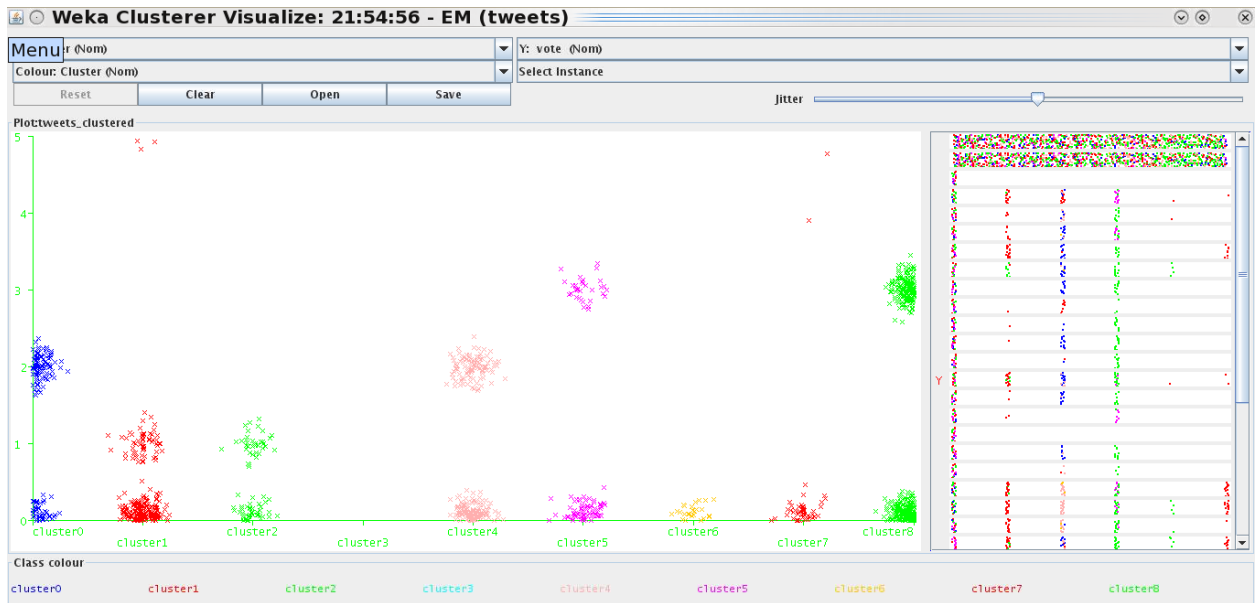 Weka Clusterer Visualize: 21:54:56 - EM (tweets)
Menu r (Nom) Y: vote (Nom)
Colour: Cluster (Nom) Select Instance
Reset Clear Open Save Jitter
Plot:tweets_clustered
5
4
3
2
1
0
Y
cluster0 cluster2 cluster4 cluster6 cluster8
cluster1 cluster3 cluster5 cluster7
Class colour
cluster0 cluster1 cluster2 cluster3 cluster4 cluster5 cluster6 cluster7 cluster8